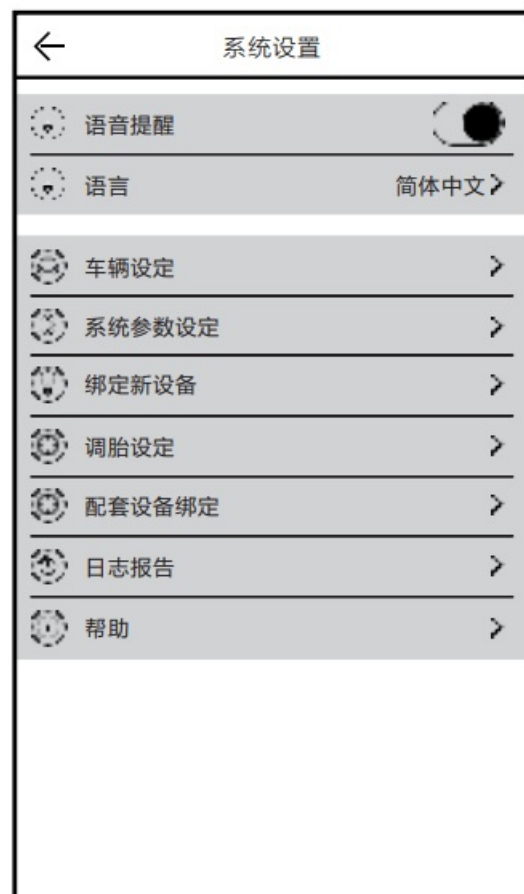 系统设置
语音提醒
语言 简体中文
车辆设定
系统参数设定
绑定新设备
调胎设定
配套设备绑定
日志报告
帮助